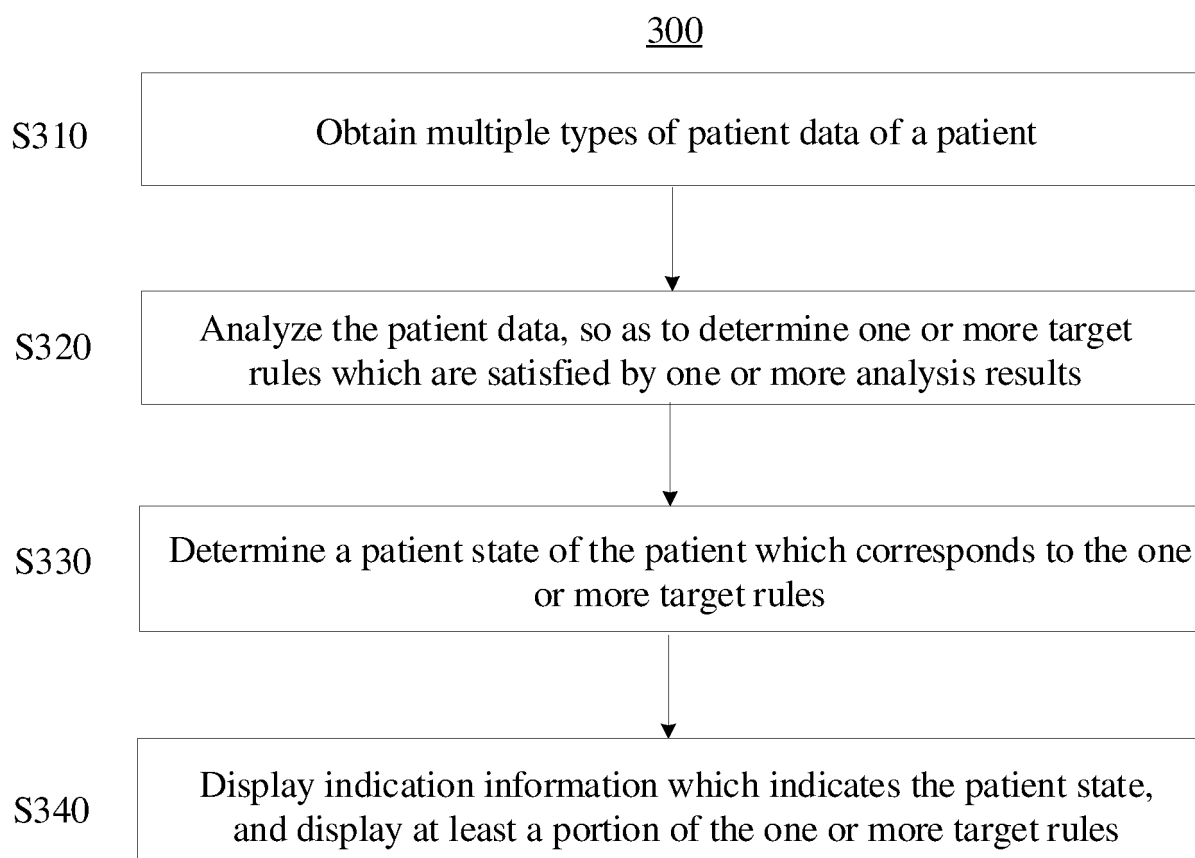 300
S310
Obtain multiple types of patient data of a patient
S320
Analyze the patient data, so as to determine one or more target
rules which are satisfied by one or more analysis results
S330
Determine a patient state of the patient which corresponds to the one
or more target rules
S340
Display indication information which indicates the patient state,
and display at least a portion of the one or more target rules